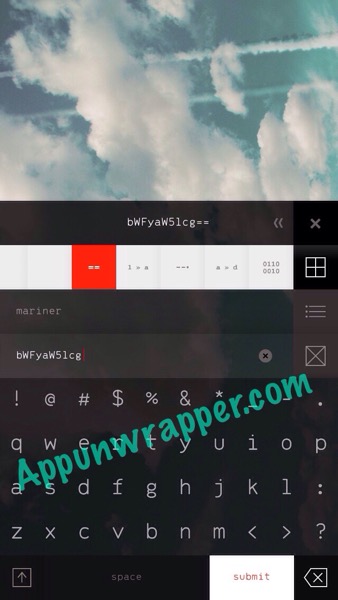 bWFyaW5lcg==
== 1 > a --• a > d 0110
0010
mariner
bWFyaW5lcg
! @ # $ % & * _ - .
q w e r t y u i o p
a s d f g h j k l :
z x c v b n m < > ?
space submit
Appunwrapper.com